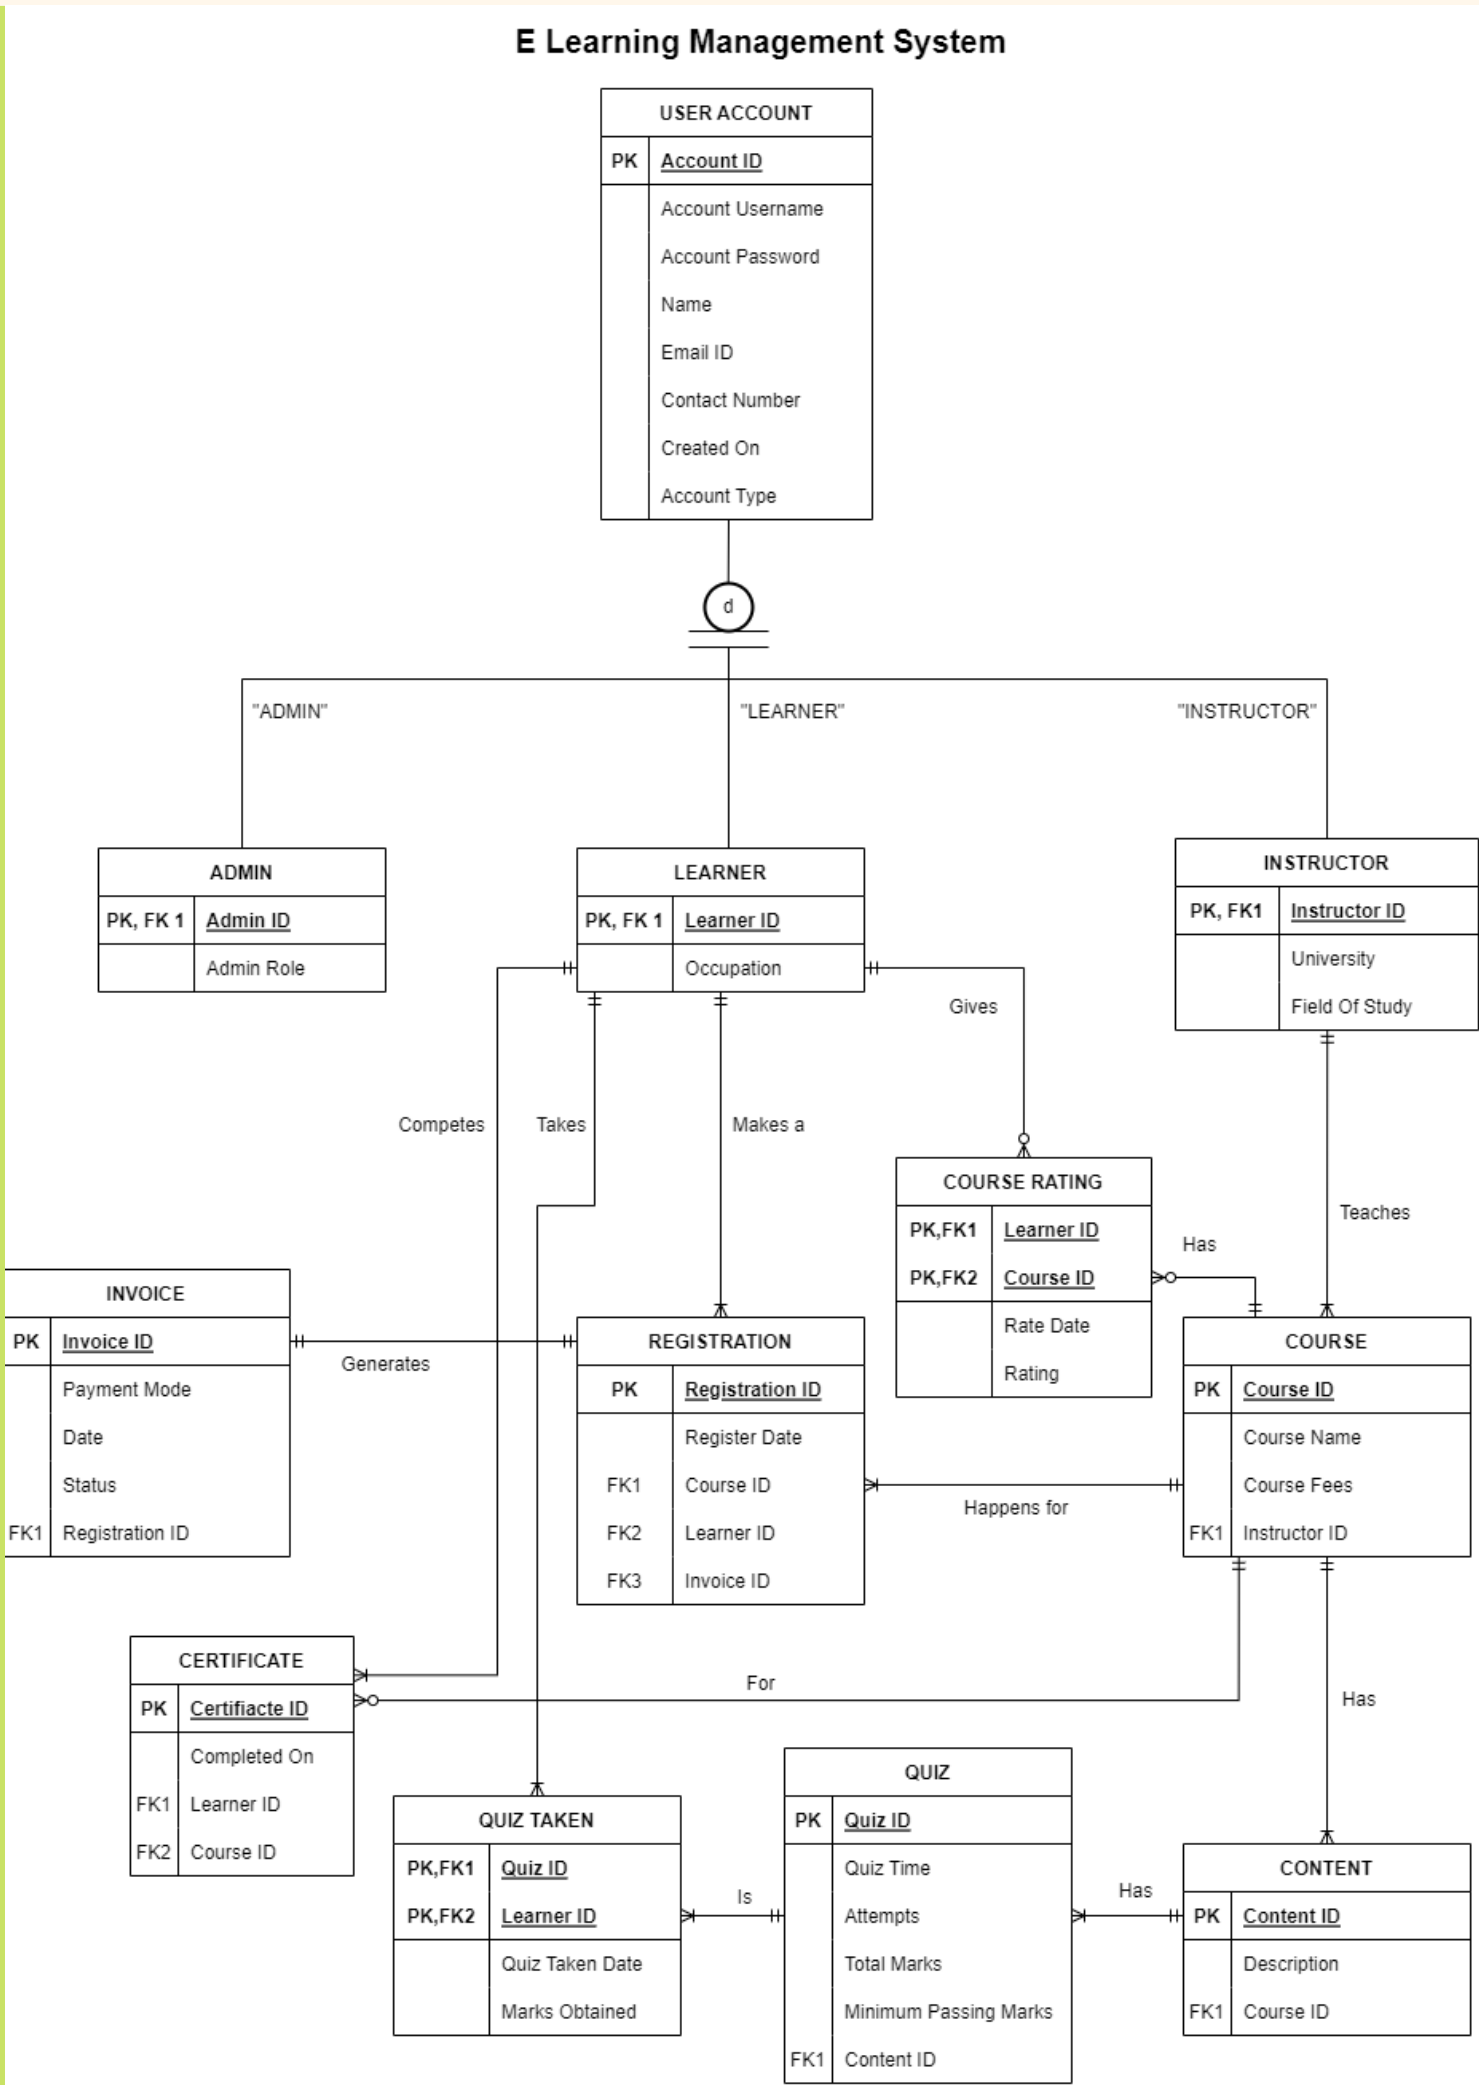 E Learning Management System
USER ACCOUNT
PK Account ID
Account Username
Account Password
Name
Email ID
Contact Number
Created On
Account Type
d
"ADMIN"
"LEARNER"
"INSTRUCTOR"
ADMIN
PK, FK 1 Admin ID
Admin Role
LEARNER
PK, FK 1 Learner ID
Occupation
INSTRUCTOR
PK, FK1 Instructor ID
University
Field Of Study
Gives
Competes
Takes
Makes a
Teaches
COURSE RATING
PK,FK1 Learner ID
PK,FK2 Course ID
Rate Date
Rating
Has
INVOICE
PK Invoice ID
Payment Mode
Date
Status
FK1 Registration ID
Generates
REGISTRATION
PK Registration ID
Register Date
FK1 Course ID
FK2 Learner ID
FK3 Invoice ID
Happens for
COURSE
PK Course ID
Course Name
Course Fees
FK1 Instructor ID
CERTIFICATE
PK Certifiacte ID
Completed On
FK1 Learner ID
FK2 Course ID
For
Has
QUIZ TAKEN
PK,FK1 Quiz ID
PK,FK2 Learner ID
Quiz Taken Date
Marks Obtained
Is
QUIZ
PK Quiz ID
Quiz Time
Attempts
Total Marks
Minimum Passing Marks
FK1 Content ID
Has
CONTENT
PK Content ID
Description
FK1 Course ID